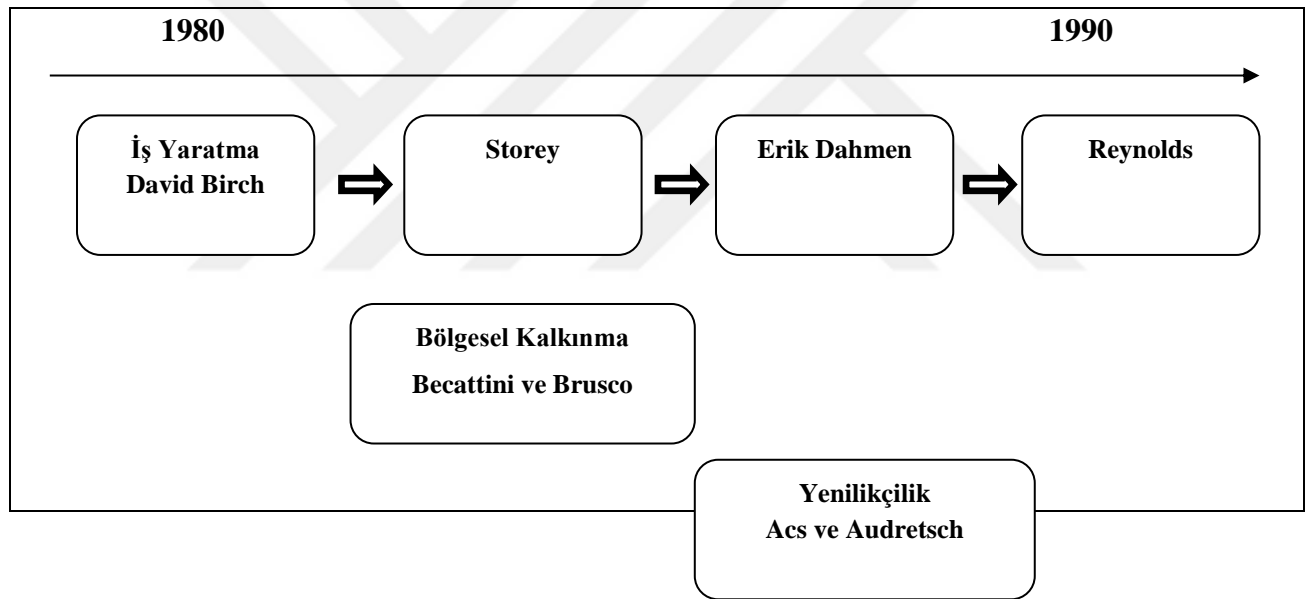 1980
1990
İş Yaratma
David Birch
Storey
Erik Dahmen
Reynolds
Bölgesel Kalkınma
Becattini ve Brusco
Yenilikçilik
Acs ve Audretsch